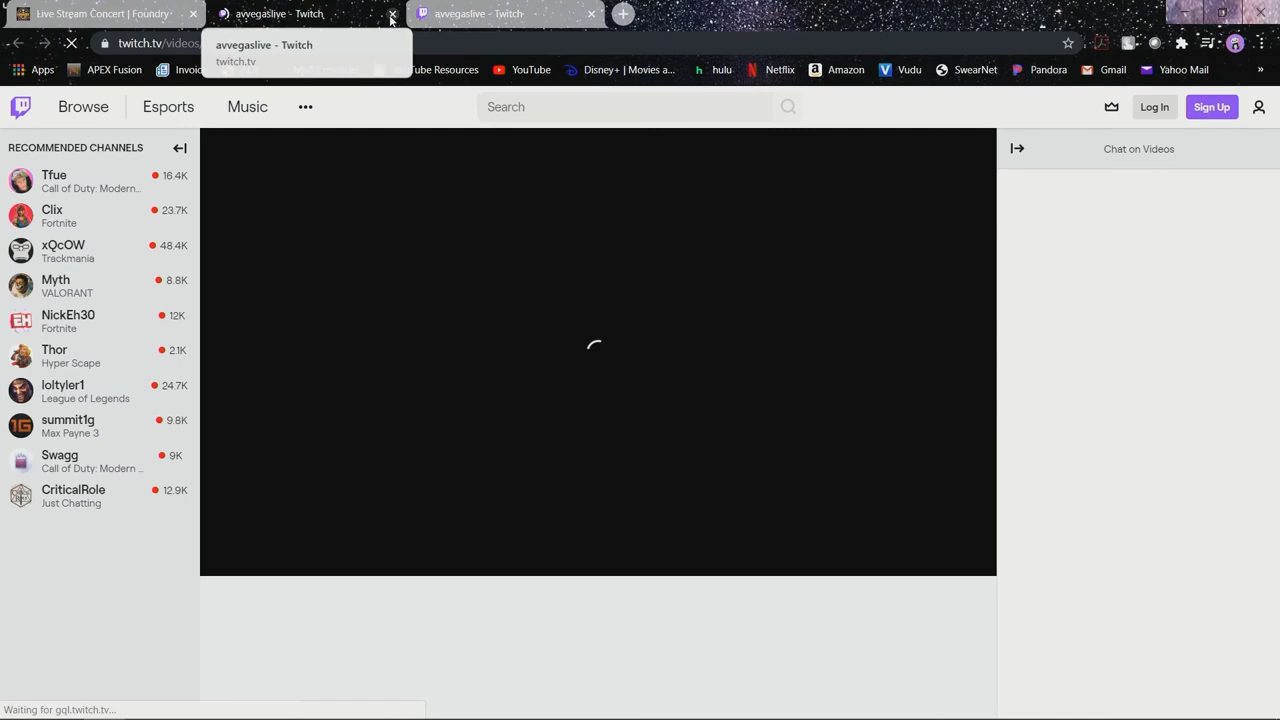 Live Stream Concert | Foundry
avvegaslive - Twitch
avvegaslive - Twitch
twitch.tv/videos/
avvegaslive - Twitch
twitch.tv
Apps
APEX Fusion
Invoic
Tube Resources
YouTube
Disney+ | Movies a...
hulu
Netflix
Amazon
Vudu
SwearNet
Pandora
Gmail
Yahoo Mail
»
Browse
Esports
Music
Search
Log In
Sign Up
RECOMMENDED CHANNELS
Tfue
16.4K
Call of Duty: Modern...
Clix
23.7K
Fortnite
xQcOW
48.4K
Trackmania
Myth
8.8K
VALORANT
NickEh30
12K
Fortnite
Thor
2.1K
Hyper Scape
loltyler1
24.7K
League of Legends
summit1g
9.8K
Max Payne 3
Swagg
9K
Call of Duty: Modern ...
CriticalRole
12.9K
Just Chatting
Chat on Videos
Waiting for gql.twitch.tv...